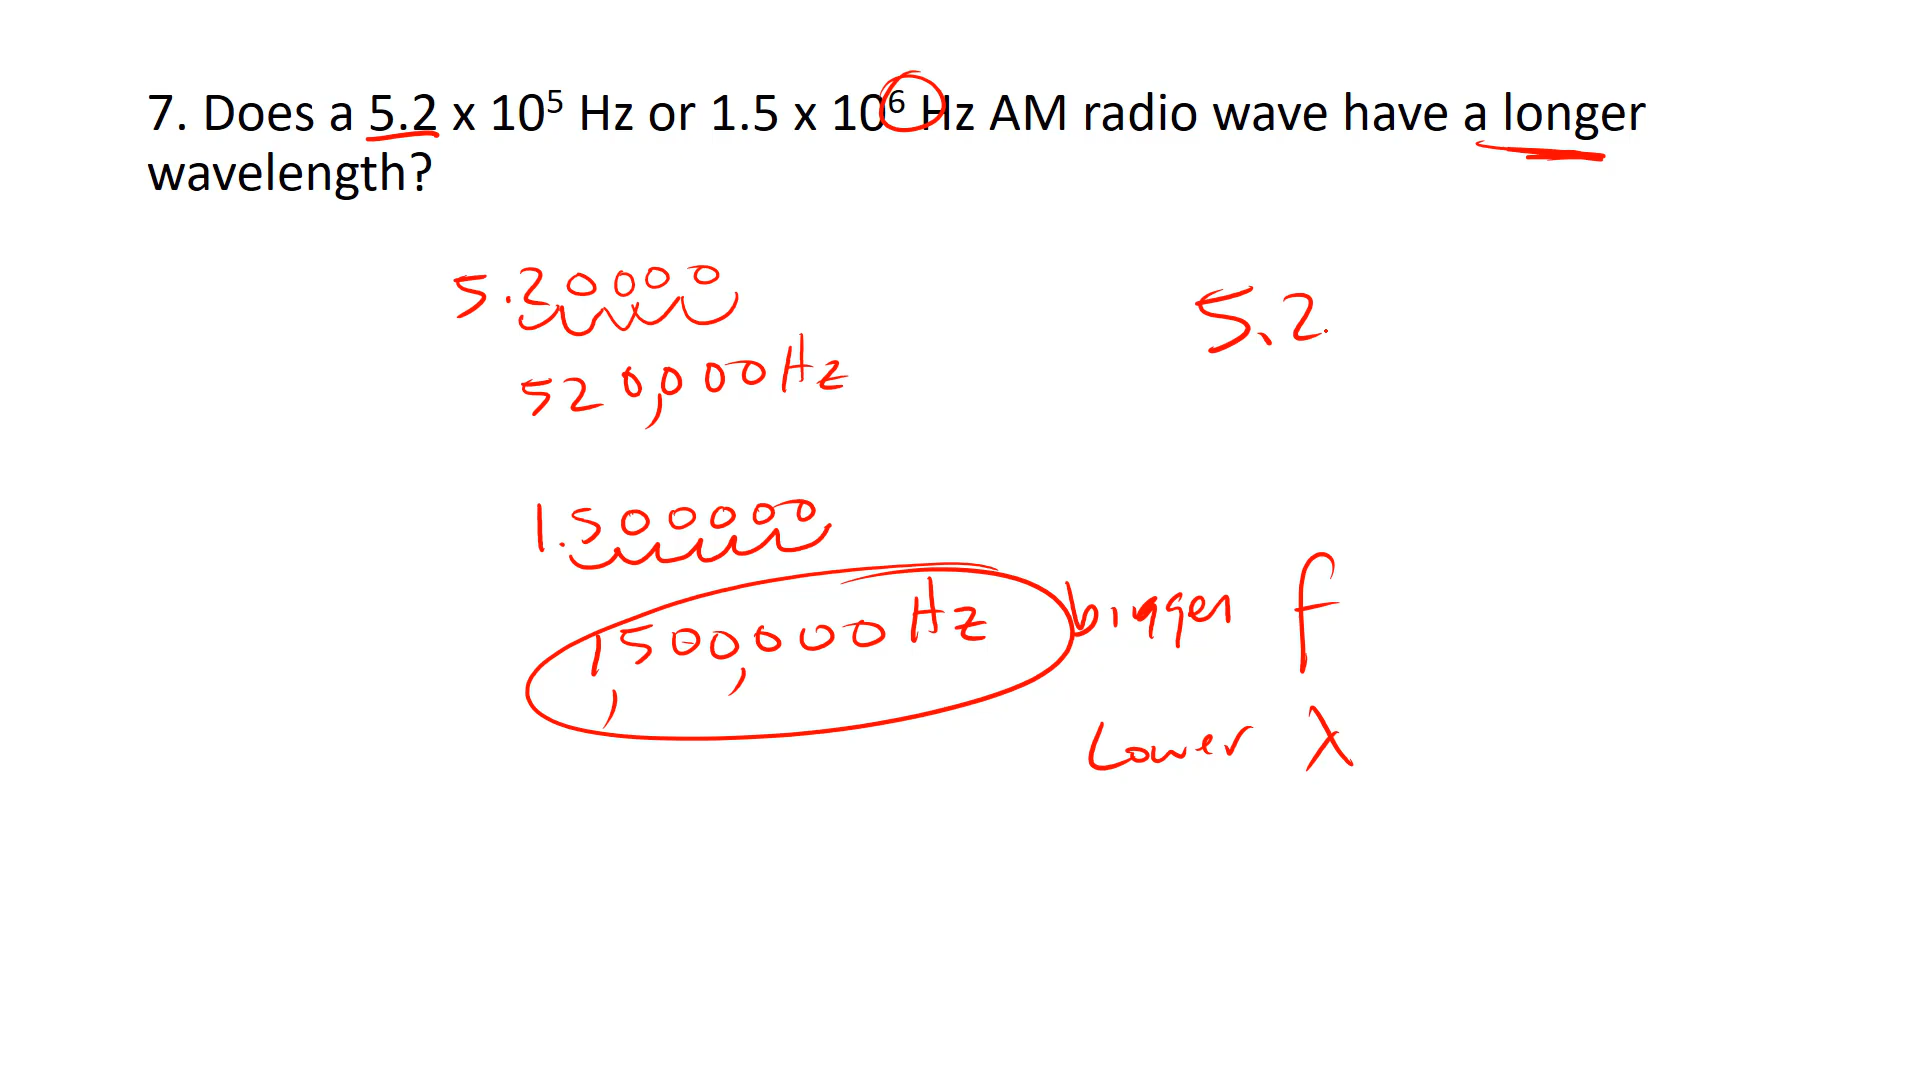 7. Does a 5.2 x 10⁵ Hz or 1.5 x 10⁶ Hz AM radio wave have a longer
wavelength?
5.20000
5.2
520,000 Hz
1.500000
1,500,000 Hz bigger f
Lower λ